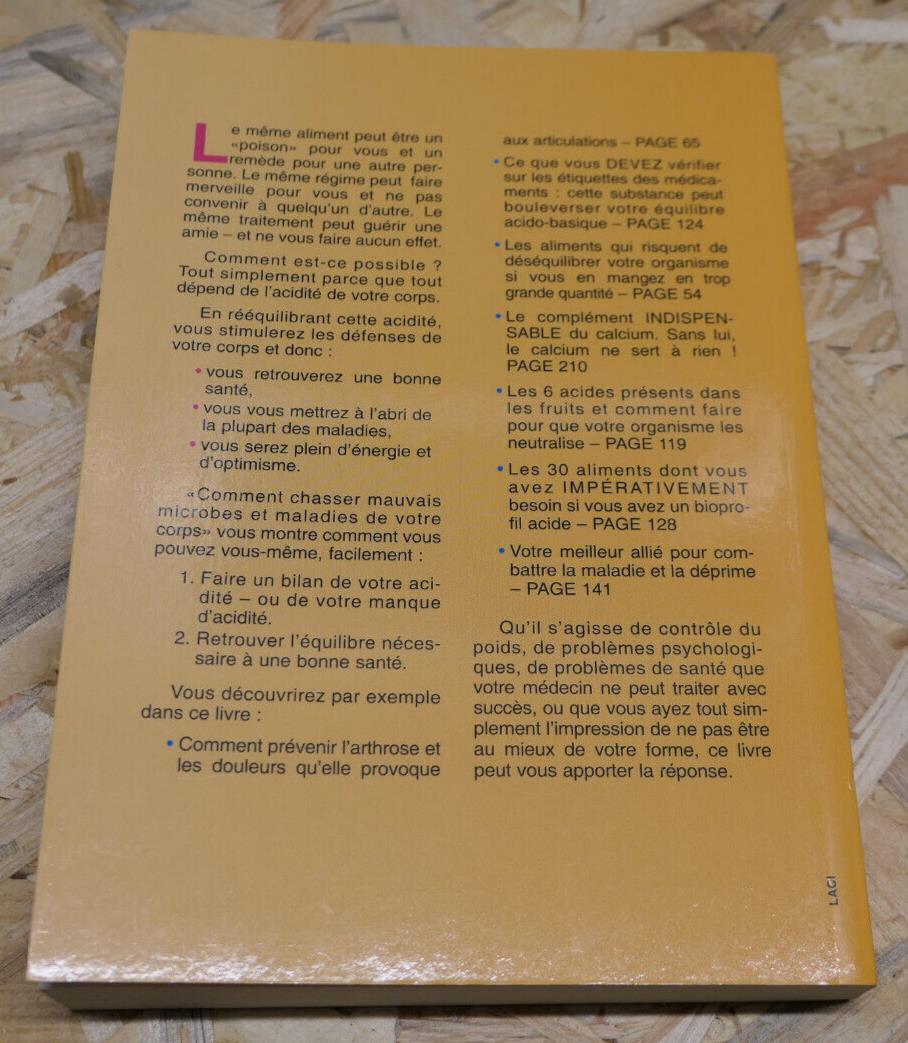 Le même aliment peut être un
«poison» pour vous et un
remède pour une autre per-
sonne. Le même régime peut faire
merveille pour vous et ne pas
convenir à quelqu'un d'autre. Le
même traitement peut guérir une
amie – et ne vous faire aucun effet.
Comment est-ce possible ?
Tout simplement parce que tout
dépend de l'acidité de votre corps.
En rééquilibrant cette acidité,
vous stimulerez les défenses de
votre corps et donc :
• vous retrouverez une bonne
santé,
• vous vous mettrez à l'abri de
la plupart des maladies,
• vous serez plein d'énergie et
d'optimisme.
«Comment chasser mauvais
microbes et maladies de votre
corps» vous montre comment vous
pouvez vous-même, facilement :
1. Faire un bilan de votre aci-
dité – ou de votre manque
d'acidité.
2. Retrouver l'équilibre néces-
saire à une bonne santé.
Vous découvrirez par exemple
dans ce livre :
• Comment prévenir l'arthrose et
les douleurs qu'elle provoque
aux articulations – PAGE 65
• Ce que vous DEVEZ vérifier
sur les étiquettes des médica-
ments : cette substance peut
bouleverser votre équilibre
acido-basique – PAGE 124
• Les aliments qui risquent de
déséquilibrer votre organisme
si vous en mangez en trop
grande quantité – PAGE 54
• Le complément INDISPEN-
SABLE du calcium. Sans lui,
le calcium ne sert à rien !
PAGE 210
• Les 6 acides présents dans
les fruits et comment faire
pour que votre organisme les
neutralise – PAGE 119
• Les 30 aliments dont vous
avez IMPÉRATIVEMENT
besoin si vous avez un biopro-
fil acide – PAGE 128
• Votre meilleur allié pour com-
battre la maladie et la déprime
– PAGE 141
Qu'il s'agisse de contrôle du
poids, de problèmes psychologi-
ques, de problèmes de santé que
votre médecin ne peut traiter avec
succès, ou que vous ayez tout sim-
plement l'impression de ne pas être
au mieux de votre forme, ce livre
peut vous apporter la réponse.
LACI